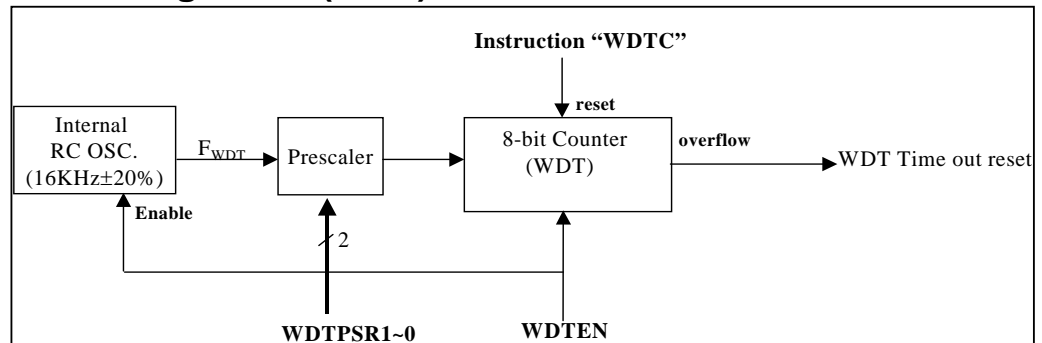 Instruction “WDTC”
reset
Internal
RC OSC.
(16KHz±20%)
FWDT
Prescaler
8-bit Counter
(WDT)
overflow
WDT Time out reset
Enable
2
WDTPSR1~0
WDTEN